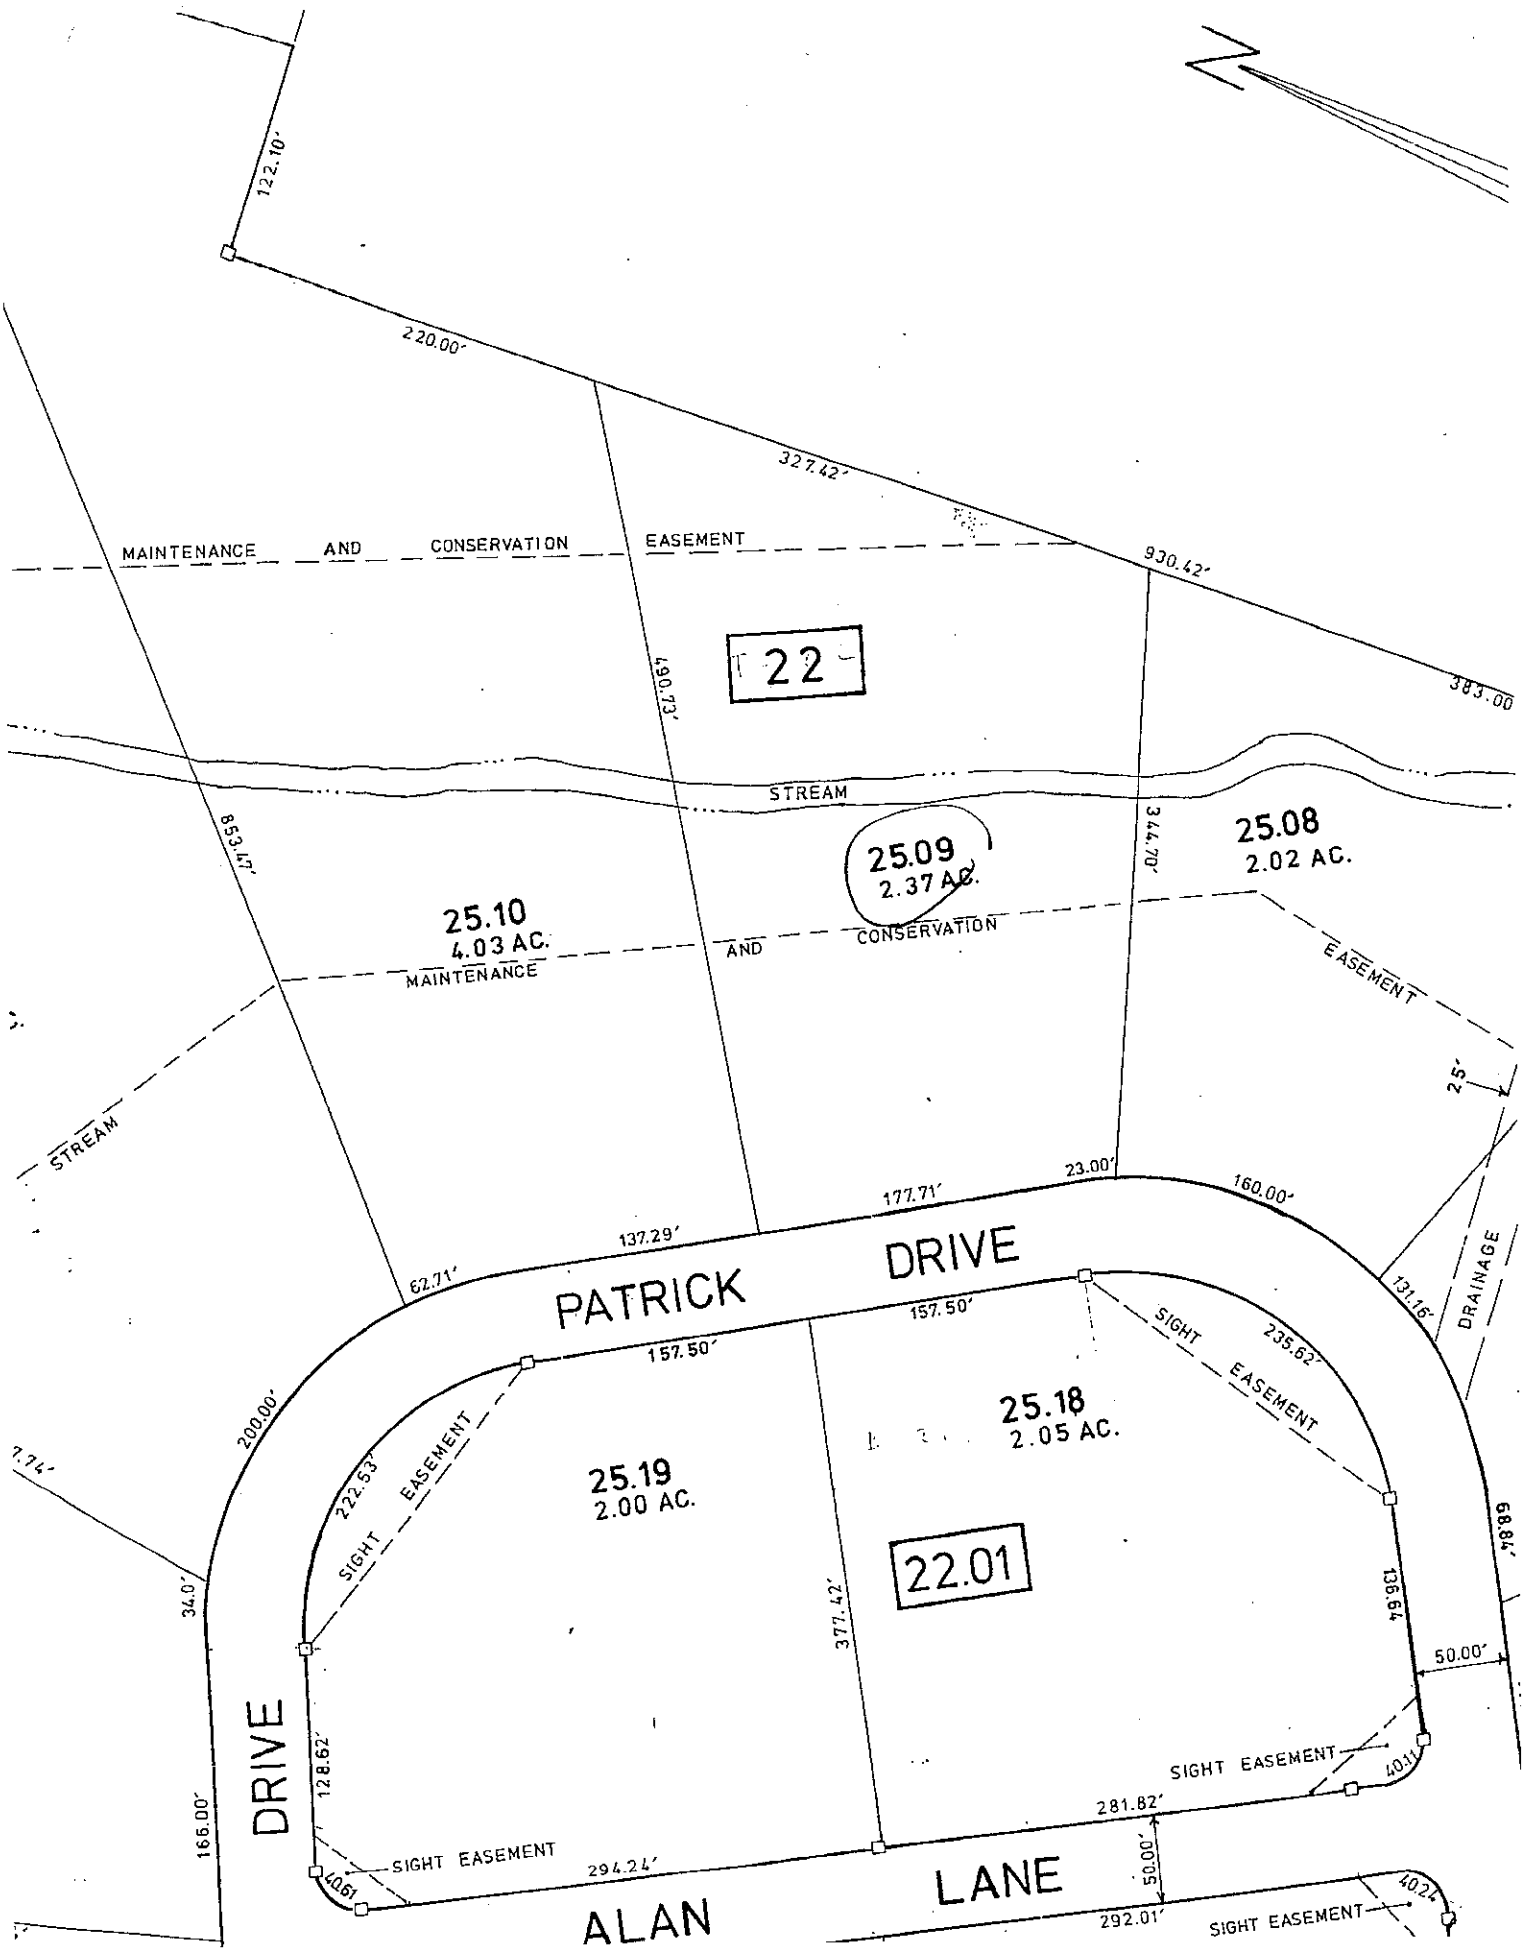 122.10'
220.00'
327.42'
930.42'
383.00
MAINTENANCE AND CONSERVATION EASEMENT
22
490.73'
STREAM
853.47'
344.70'
25.09
2.37 AC.
25.08
2.02 AC.
25.10
4.03 AC.
MAINTENANCE AND CONSERVATION EASEMENT
STREAM
25'
23.00'
160.00'
177.71'
137.29'
62.71'
PATRICK DRIVE
131.16'
DRAINAGE
157.50'
157.50'
SIGHT EASEMENT
235.62'
200.00'
222.53'
SIGHT EASEMENT
25.18
2.05 AC.
25.19
2.00 AC.
7.74'
22.01
68.84'
34.0'
377.42'
136.64
50.00'
DRIVE
128.62'
166.00'
SIGHT EASEMENT
40.11
281.82'
SIGHT EASEMENT
40.61
294.24'
50.00'
ALAN LANE
292.01'
40.24
SIGHT EASEMENT